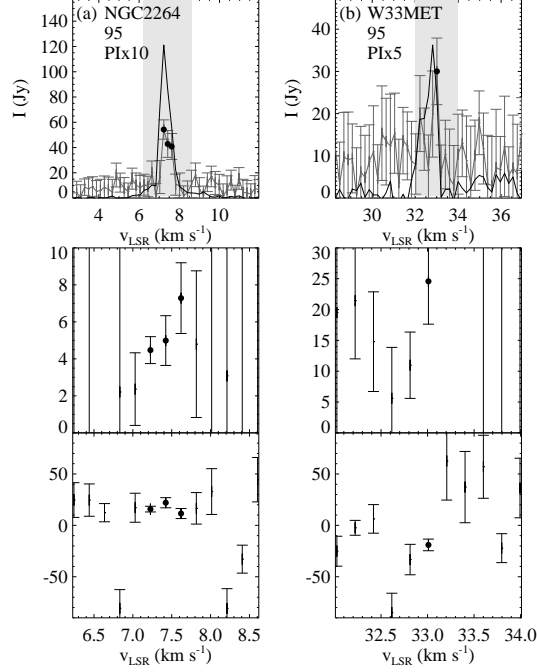 (a) NGC2264
95
PIx10
I (Jy)
160
140
120
100
80
60
40
20
0
4 6 8 10
v_LSR (km s⁻¹)
(b) W33MET
95
PIx5
I (Jy)
40
30
20
10
0
30 32 34 36
v_LSR (km s⁻¹)
10
8
6
4
2
0
30
25
20
15
10
5
0
50
0
-50
6.5 7.0 7.5 8.0 8.5
v_LSR (km s⁻¹)
50
0
-50
32.5 33.0 33.5 34.0
v_LSR (km s⁻¹)